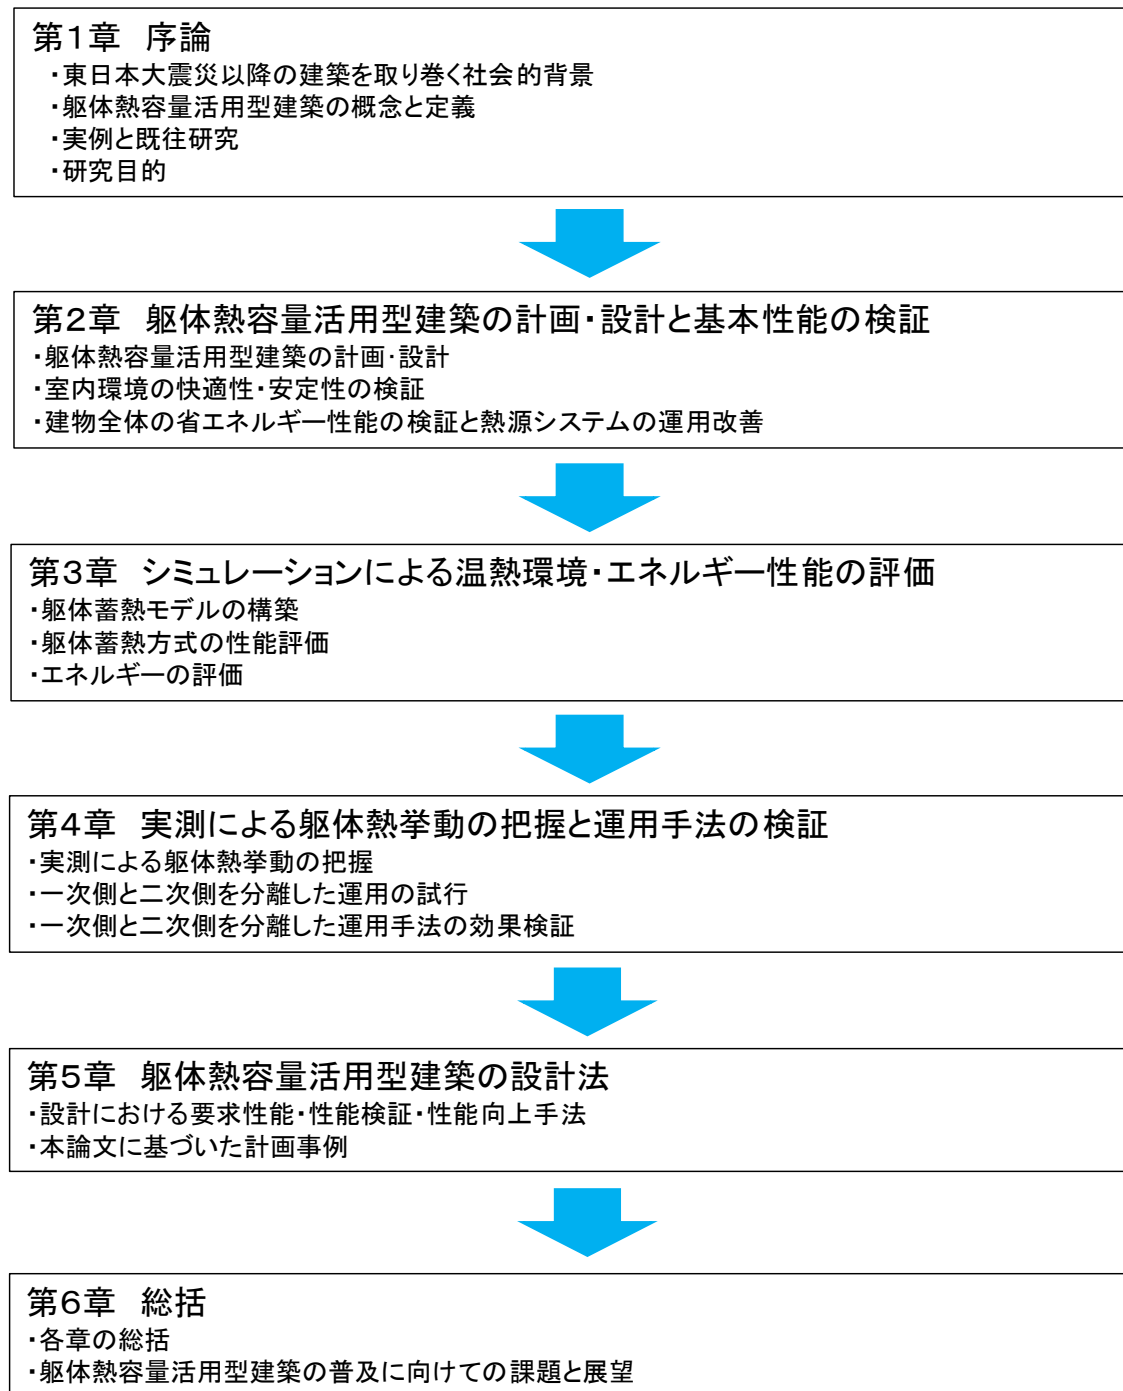 第1章　序論
・東日本大震災以降の建築を取り巻く社会的背景
・躯体熱容量活用型建築の概念と定義
・実例と既往研究
・研究目的
第2章　躯体熱容量活用型建築の計画・設計と基本性能の検証
・躯体熱容量活用型建築の計画・設計
・室内環境の快適性・安定性の検証
・建物全体の省エネルギー性能の検証と熱源システムの運用改善
第3章　シミュレーションによる温熱環境・エネルギー性能の評価
・躯体蓄熱モデルの構築
・躯体蓄熱方式の性能評価
・エネルギーの評価
第4章　実測による躯体熱挙動の把握と運用手法の検証
・実測による躯体熱挙動の把握
・一次側と二次側を分離した運用の試行
・一次側と二次側を分離した運用手法の効果検証
第5章　躯体熱容量活用型建築の設計法
・設計における要求性能・性能検証・性能向上手法
・本論文に基づいた計画事例
第6章　総括
・各章の総括
・躯体熱容量活用型建築の普及に向けての課題と展望